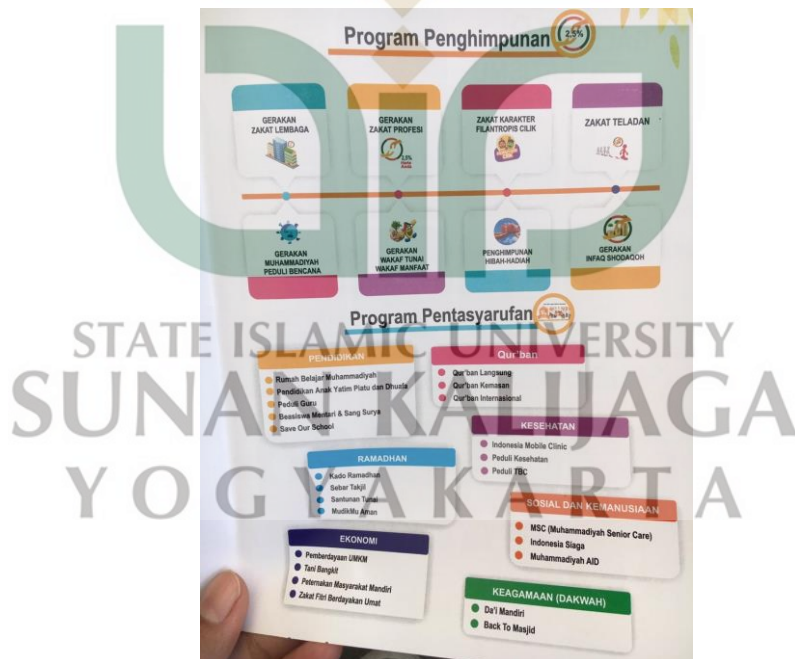 Program Penghimpunan 2,5%
GERAKAN
ZAKAT LEMBAGA
GERAKAN
ZAKAT PROFESI
2,5%
ZAKAT KARAKTER
FILANTROPIS CILIK
ZAKAT TELADAN
GERAKAN
MUHAMMADIYAH
PEDULI BENCANA
GERAKAN
WAKAF TUNAI
WAKAF MANFAAT
PENGHIMPUNAN
HIBAH-HADIAH
GERAKAN
INFAQ SHODAQOH
Program Pentasyarufan
STATE ISLAMIC UNIVERSITY
SUNAN KALIJAGA
YOGYAKARTA
PENDIDIKAN
Rumah Belajar Muhammadiyah
Pendidikan Anak Yatim Piatu dan Dhuafa
Peduli Guru
Beasiswa Mentari & Sang Surya
Save Our School
Qur'ban
Qur'ban Langsung
Qur'ban Kemasan
Qur'ban Internasional
KESEHATAN
Indonesia Mobile Clinic
Peduli Kesehatan
Peduli TBC
RAMADHAN
Kado Ramadhan
Sebar Takjil
Santunan Tunai
MudikMu Aman
SOSIAL DAN KEMANUSIAAN
MSC (Muhammadiyah Senior Care)
Indonesia Siaga
Muhammadiyah AID
EKONOMI
Pemberdayaan UMKM
Tani Bangkit
Peternakan Masyarakat Mandiri
Zakat Fitri Berdayakan Umat
KEAGAMAAN (DAKWAH)
Da'i Mandiri
Back To Masjid